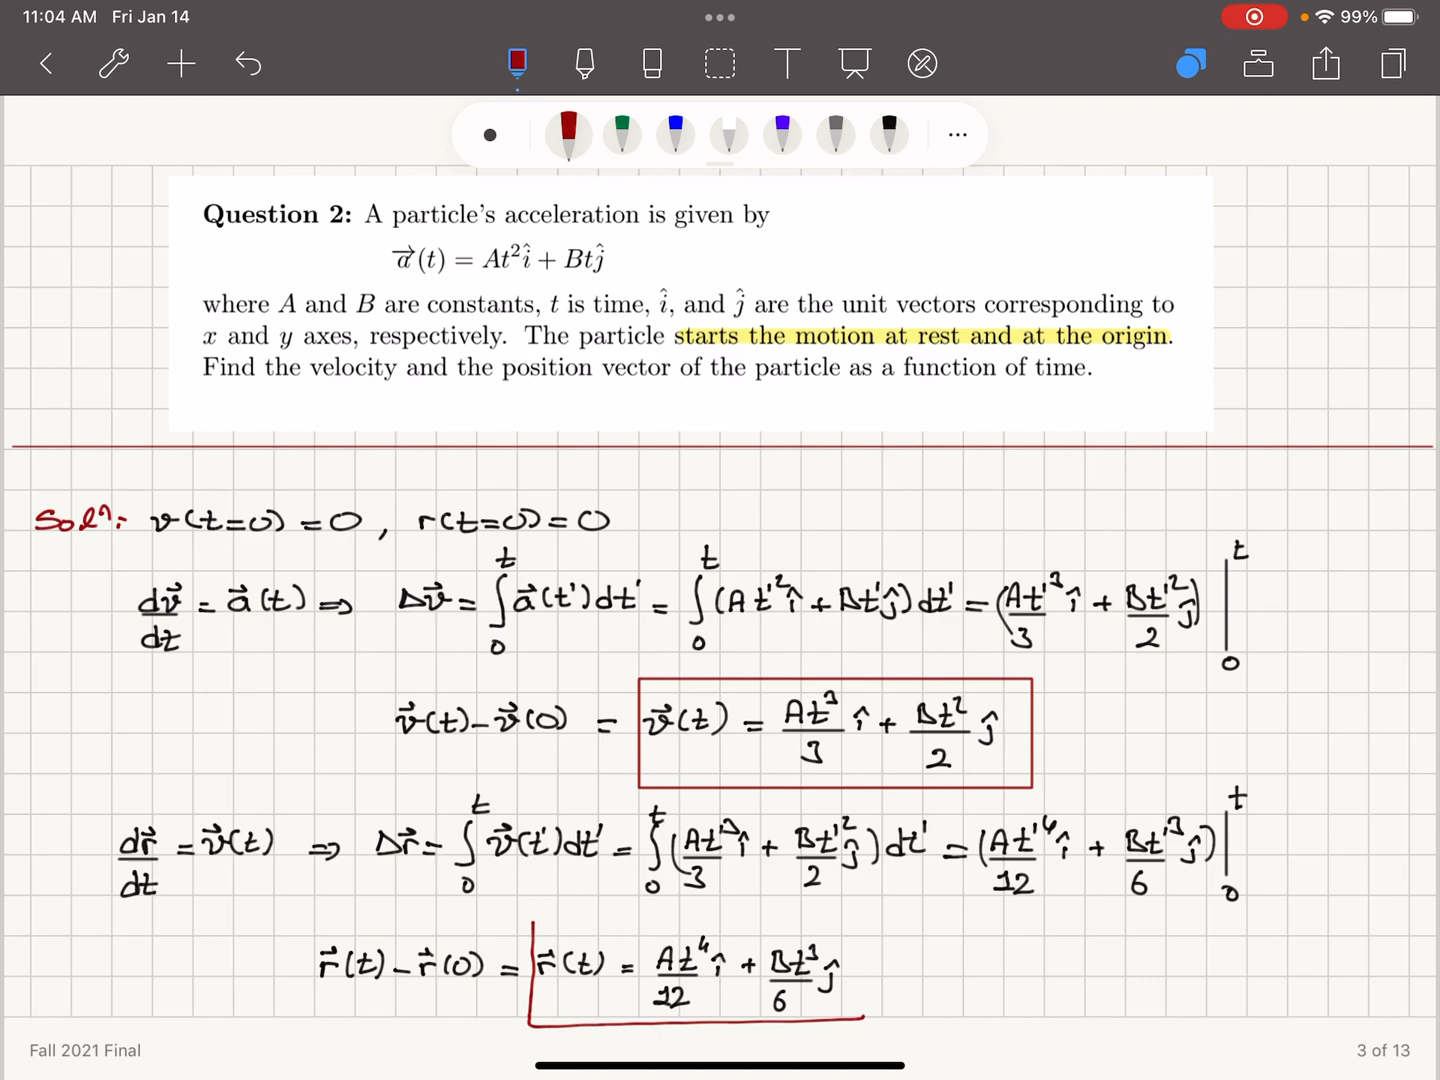 11:04 AM Fri Jan 14
99%
Question 2: A particle's acceleration is given by
a⃗(t) = At²î + Btĵ
where A and B are constants, t is time, î, and ĵ are the unit vectors corresponding to
x and y axes, respectively. The particle starts the motion at rest and at the origin.
Find the velocity and the position vector of the particle as a function of time.
Solⁿ: v(t=0) = 0, r(t=0) = 0
dv⃗/dt = a⃗(t) ⇒ Δv⃗ = ∫₀ᵗ a⃗(t')dt' = ∫₀ᵗ (At'²î + Bt'ĵ)dt' = (At'³/3 î + Bt'²/2 ĵ)|₀ᵗ
v⃗(t) - v⃗(0) = v⃗(t) = At³/3 î + Bt²/2 ĵ
dr⃗/dt = v⃗(t) ⇒ Δr⃗ = ∫₀ᵗ v⃗(t')dt' = ∫₀ᵗ (At'³/3 î + Bt'²/2 ĵ)dt' = (At'⁴/12 î + Bt'³/6 ĵ)|₀ᵗ
r⃗(t) - r⃗(0) = r⃗(t) = At⁴/12 î + Bt³/6 ĵ
Fall 2021 Final
3 of 13